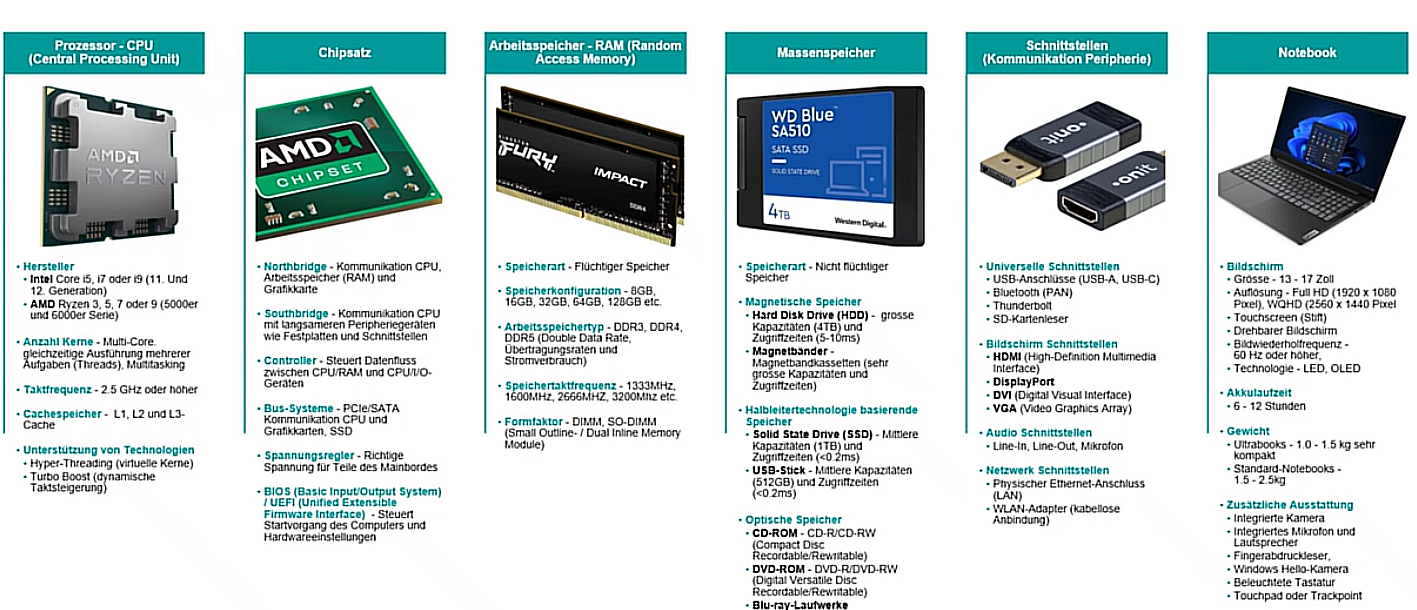 Prozessor - CPU
(Central Processing Unit)
AMD
RYZEN
• Hersteller
• Intel Core i5, i7 oder i9 (11. Und
12. Generation)
• AMD Ryzen 3, 5, 7 oder 9 (5000er
und 6000er Serie)
• Anzahl Kerne - Multi-Core.
gleichzeitige Ausführung mehrerer
Aufgaben (Threads), Multitasking
• Taktfrequenz - 2.5 GHz oder höher
• Cachespeicher - L1, L2 und L3-
Cache
• Unterstützung von Technologien
• Hyper-Threading (virtuelle Kerne)
• Turbo Boost (dynamische
Taktsteigerung)
Chipsatz
AMD
CHIPSET
• Northbridge - Kommunikation CPU,
Arbeitsspeicher (RAM) und
Grafikkarte
• Southbridge - Kommunikation CPU
mit langsameren Peripheriegeräten
wie Festplatten und Schnittstellen
• Controller - Steuert Datenfluss
zwischen CPU/RAM und CPU/I/O-
Geräten
• Bus-Systeme - PCIe/SATA
Kommunikation CPU und
Grafikkarten, SSD
• Spannungsregler - Richtige
Spannung für Teile des Mainbordes
• BIOS (Basic Input/Output System)
/ UEFI (Unified Extensible
Firmware Interface) - Steuert
Startvorgang des Computers und
Hardwareeinstellungen
Arbeitsspeicher - RAM (Random
Access Memory)
FURY
IMPACT
DDR4
• Speicherart - Flüchtiger Speicher
• Speicherkonfiguration - 8GB,
16GB, 32GB, 64GB, 128GB etc.
• Arbeitsspeichertyp - DDR3, DDR4,
DDR5 (Double Data Rate,
Übertragungsraten und
Stromverbrauch)
• Speichertaktfrequenz - 1333MHz,
1600MHz, 2666MHZ, 3200Mhz etc.
• Formfaktor - DIMM, SO-DIMM
(Small Outline- / Dual Inline Memory
Module)
Massenspeicher
WD Blue™
SA510
SATA SSD
SOLID STATE DRIVE
4TB
Western Digital.
• Speicherart - Nicht flüchtiger
Speicher
• Magnetische Speicher
• Hard Disk Drive (HDD) - grosse
Kapazitäten (4TB) und
Zugriffzeiten (5-10ms)
• Magnetbänder -
Magnetbandkassetten (sehr
grosse Kapazitäten und
Zugriffzeiten)
• Halbleitertechnologie basierende
Speicher
• Solid State Drive (SSD) - Mittlere
Kapazitäten (1TB) und
Zugriffzeiten (<0.2ms)
• USB-Stick - Mittlere Kapazitäten
(512GB) und Zugriffzeiten
(<0.2ms)
• Optische Speicher
• CD-ROM - CD-R/CD-RW
(Compact Disc
Recordable/Rewritable)
• DVD-ROM - DVD-R/DVD-RW
(Digital Versatile Disc
Recordable/Rewritable)
• Blu-ray-Laufwerke
Schnittstellen
(Kommunikation Peripherie)
•onit
•onit
• Universelle Schnittstellen
• USB-Anschlüsse (USB-A, USB-C)
• Bluetooth (PAN)
• Thunderbolt
• SD-Kartenleser
• Bildschirm Schnittstellen
• HDMI (High-Definition Multimedia
Interface)
• DisplayPort
• DVI (Digital Visual Interface)
• VGA (Video Graphics Array)
• Audio Schnittstellen
• Line-In, Line-Out, Mikrofon
• Netzwerk Schnittstellen
• Physischer Ethernet-Anschluss
(LAN)
• WLAN-Adapter (kabellose
Anbindung)
Notebook
• Bildschirm
• Grösse - 13 - 17 Zoll
• Auflösung - Full HD (1920 x 1080
Pixel), WQHD (2560 x 1440 Pixel
• Touchscreen (Stift)
• Drehbarer Bildschirm
• Bildwiederholfrequenz -
60 Hz oder höher,
• Technologie - LED, OLED
• Akkulaufzeit
• 6 - 12 Stunden
• Gewicht
• Ultrabooks - 1.0 - 1.5 kg sehr
kompakt
• Standard-Notebooks -
1.5 - 2.5kg
• Zusätzliche Ausstattung
• Integrierte Kamera
• Integriertes Mikrofon und
Lautsprecher
• Fingerabdruckleser,
• Windows Hello-Kamera
• Beleuchtete Tastatur
• Touchpad oder Trackpoint